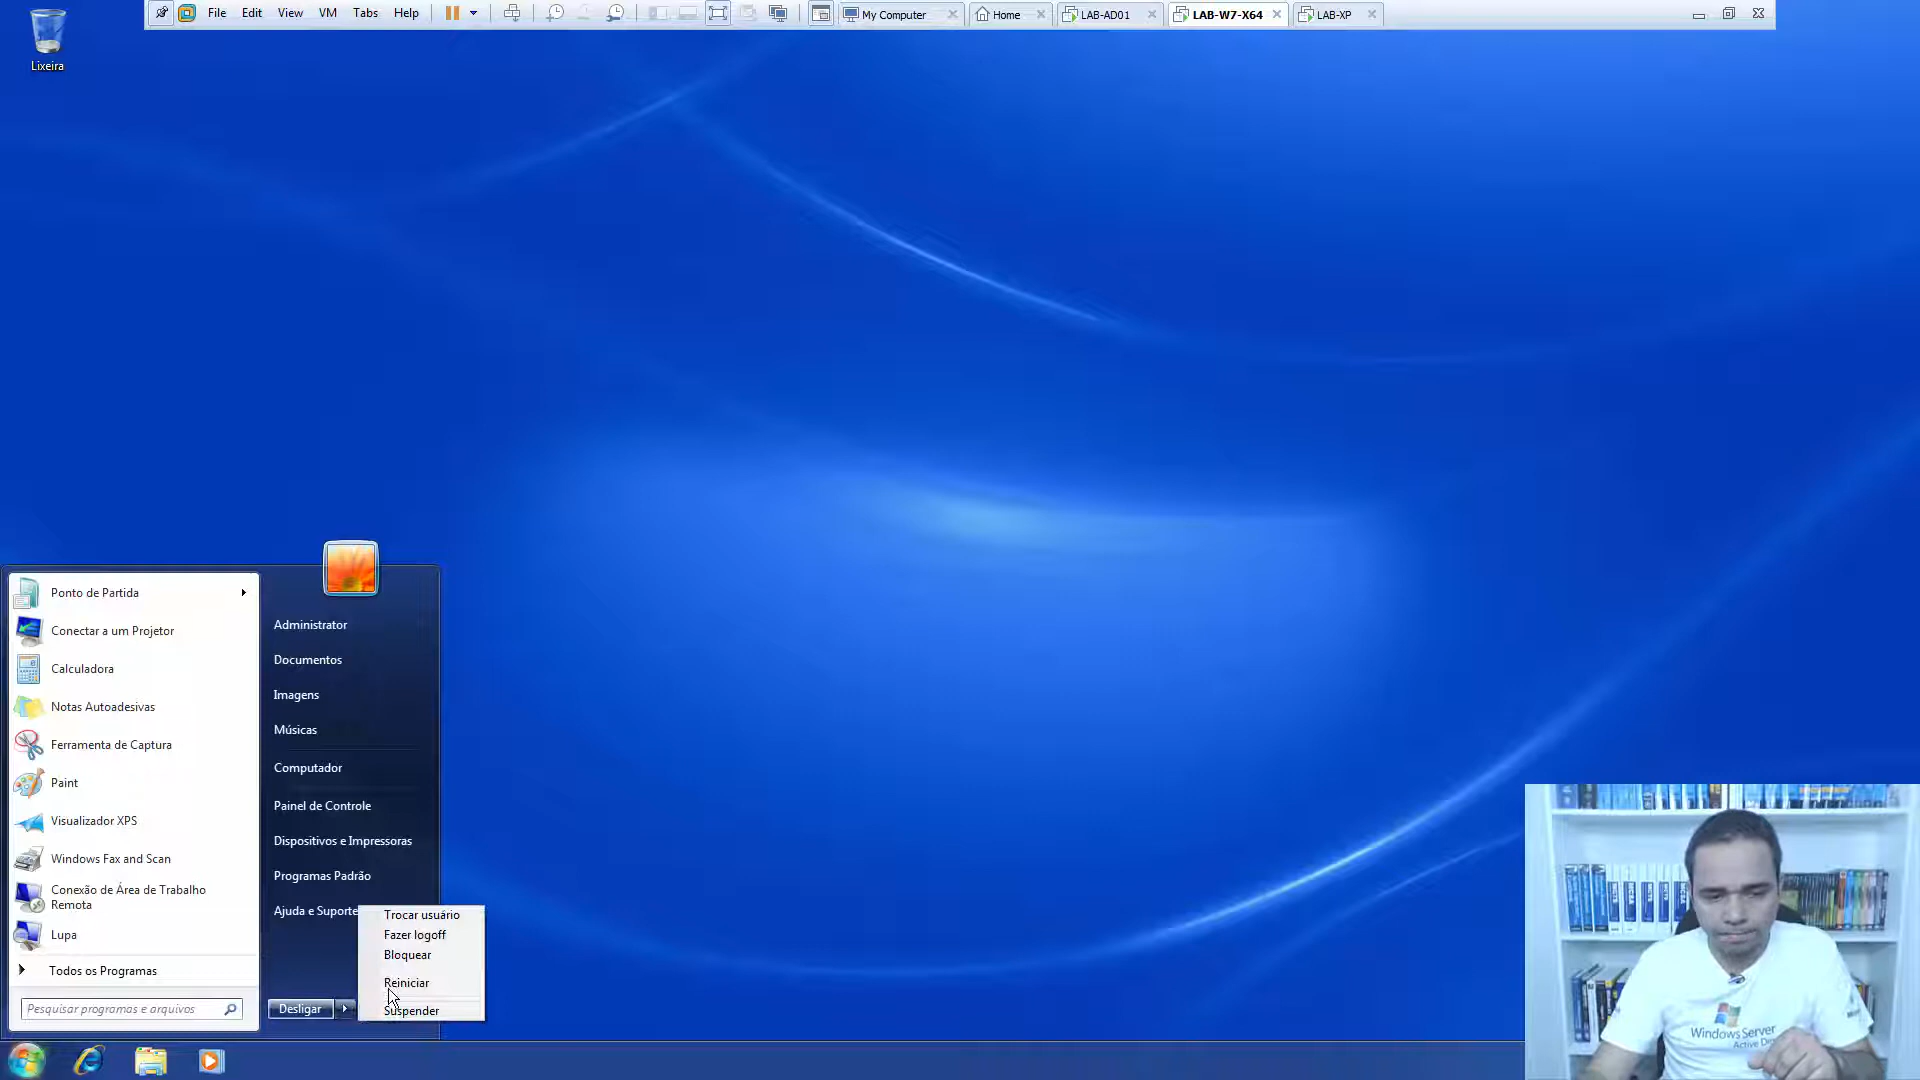 File Edit View VM Tabs Help
My Computer
Home
LAB-AD01
LAB-W7-X64
LAB-XP
Lixeira
Ponto de Partida
Conectar a um Projetor
Calculadora
Notas Autoadesivas
Ferramenta de Captura
Paint
Visualizador XPS
Windows Fax and Scan
Conexão de Área de Trabalho
Remota
Lupa
Todos os Programas
Pesquisar programas e arquivos
Administrator
Documentos
Imagens
Músicas
Computador
Painel de Controle
Dispositivos e Impressoras
Programas Padrão
Ajuda e Suporte
Desligar
Trocar usuário
Fazer logoff
Bloquear
Reiniciar
Suspender
Windows Server
Active